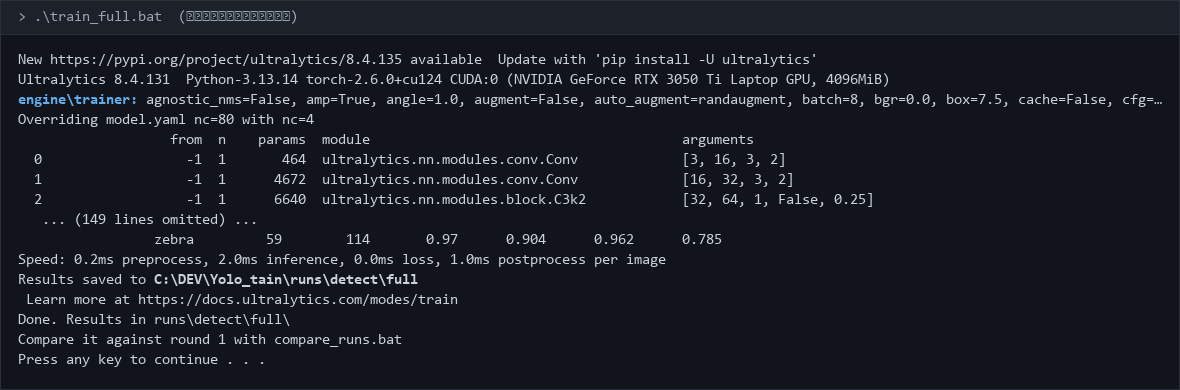 > .\train_full.bat
New https://pypi.org/project/ultralytics/8.4.135 available  Update with 'pip install -U ultralytics'
Ultralytics 8.4.131  Python-3.13.14 torch-2.6.0+cu124 CUDA:0 (NVIDIA GeForce RTX 3050 Ti Laptop GPU, 4096MiB)
engine\trainer: agnostic_nms=False, amp=True, angle=1.0, augment=False, auto_augment=randaugment, batch=8, bgr=0.0, box=7.5, cache=False, cfg=…
Overriding model.yaml nc=80 with nc=4
from  n    params  module                                       arguments
0                  -1  1       464  ultralytics.nn.modules.conv.Conv             [3, 16, 3, 2]
1                  -1  1      4672  ultralytics.nn.modules.conv.Conv             [16, 32, 3, 2]
2                  -1  1      6640  ultralytics.nn.modules.block.C3k2            [32, 64, 1, False, 0.25]
... (149 lines omitted) ...
zebra         59        114       0.97      0.904      0.962      0.785
Speed: 0.2ms preprocess, 2.0ms inference, 0.0ms loss, 1.0ms postprocess per image
Results saved to C:\DEV\Yolo_tain\runs\detect\full
Learn more at https://docs.ultralytics.com/modes/train
Done. Results in runs\detect\full\
Compare it against round 1 with compare_runs.bat
Press any key to continue . . .